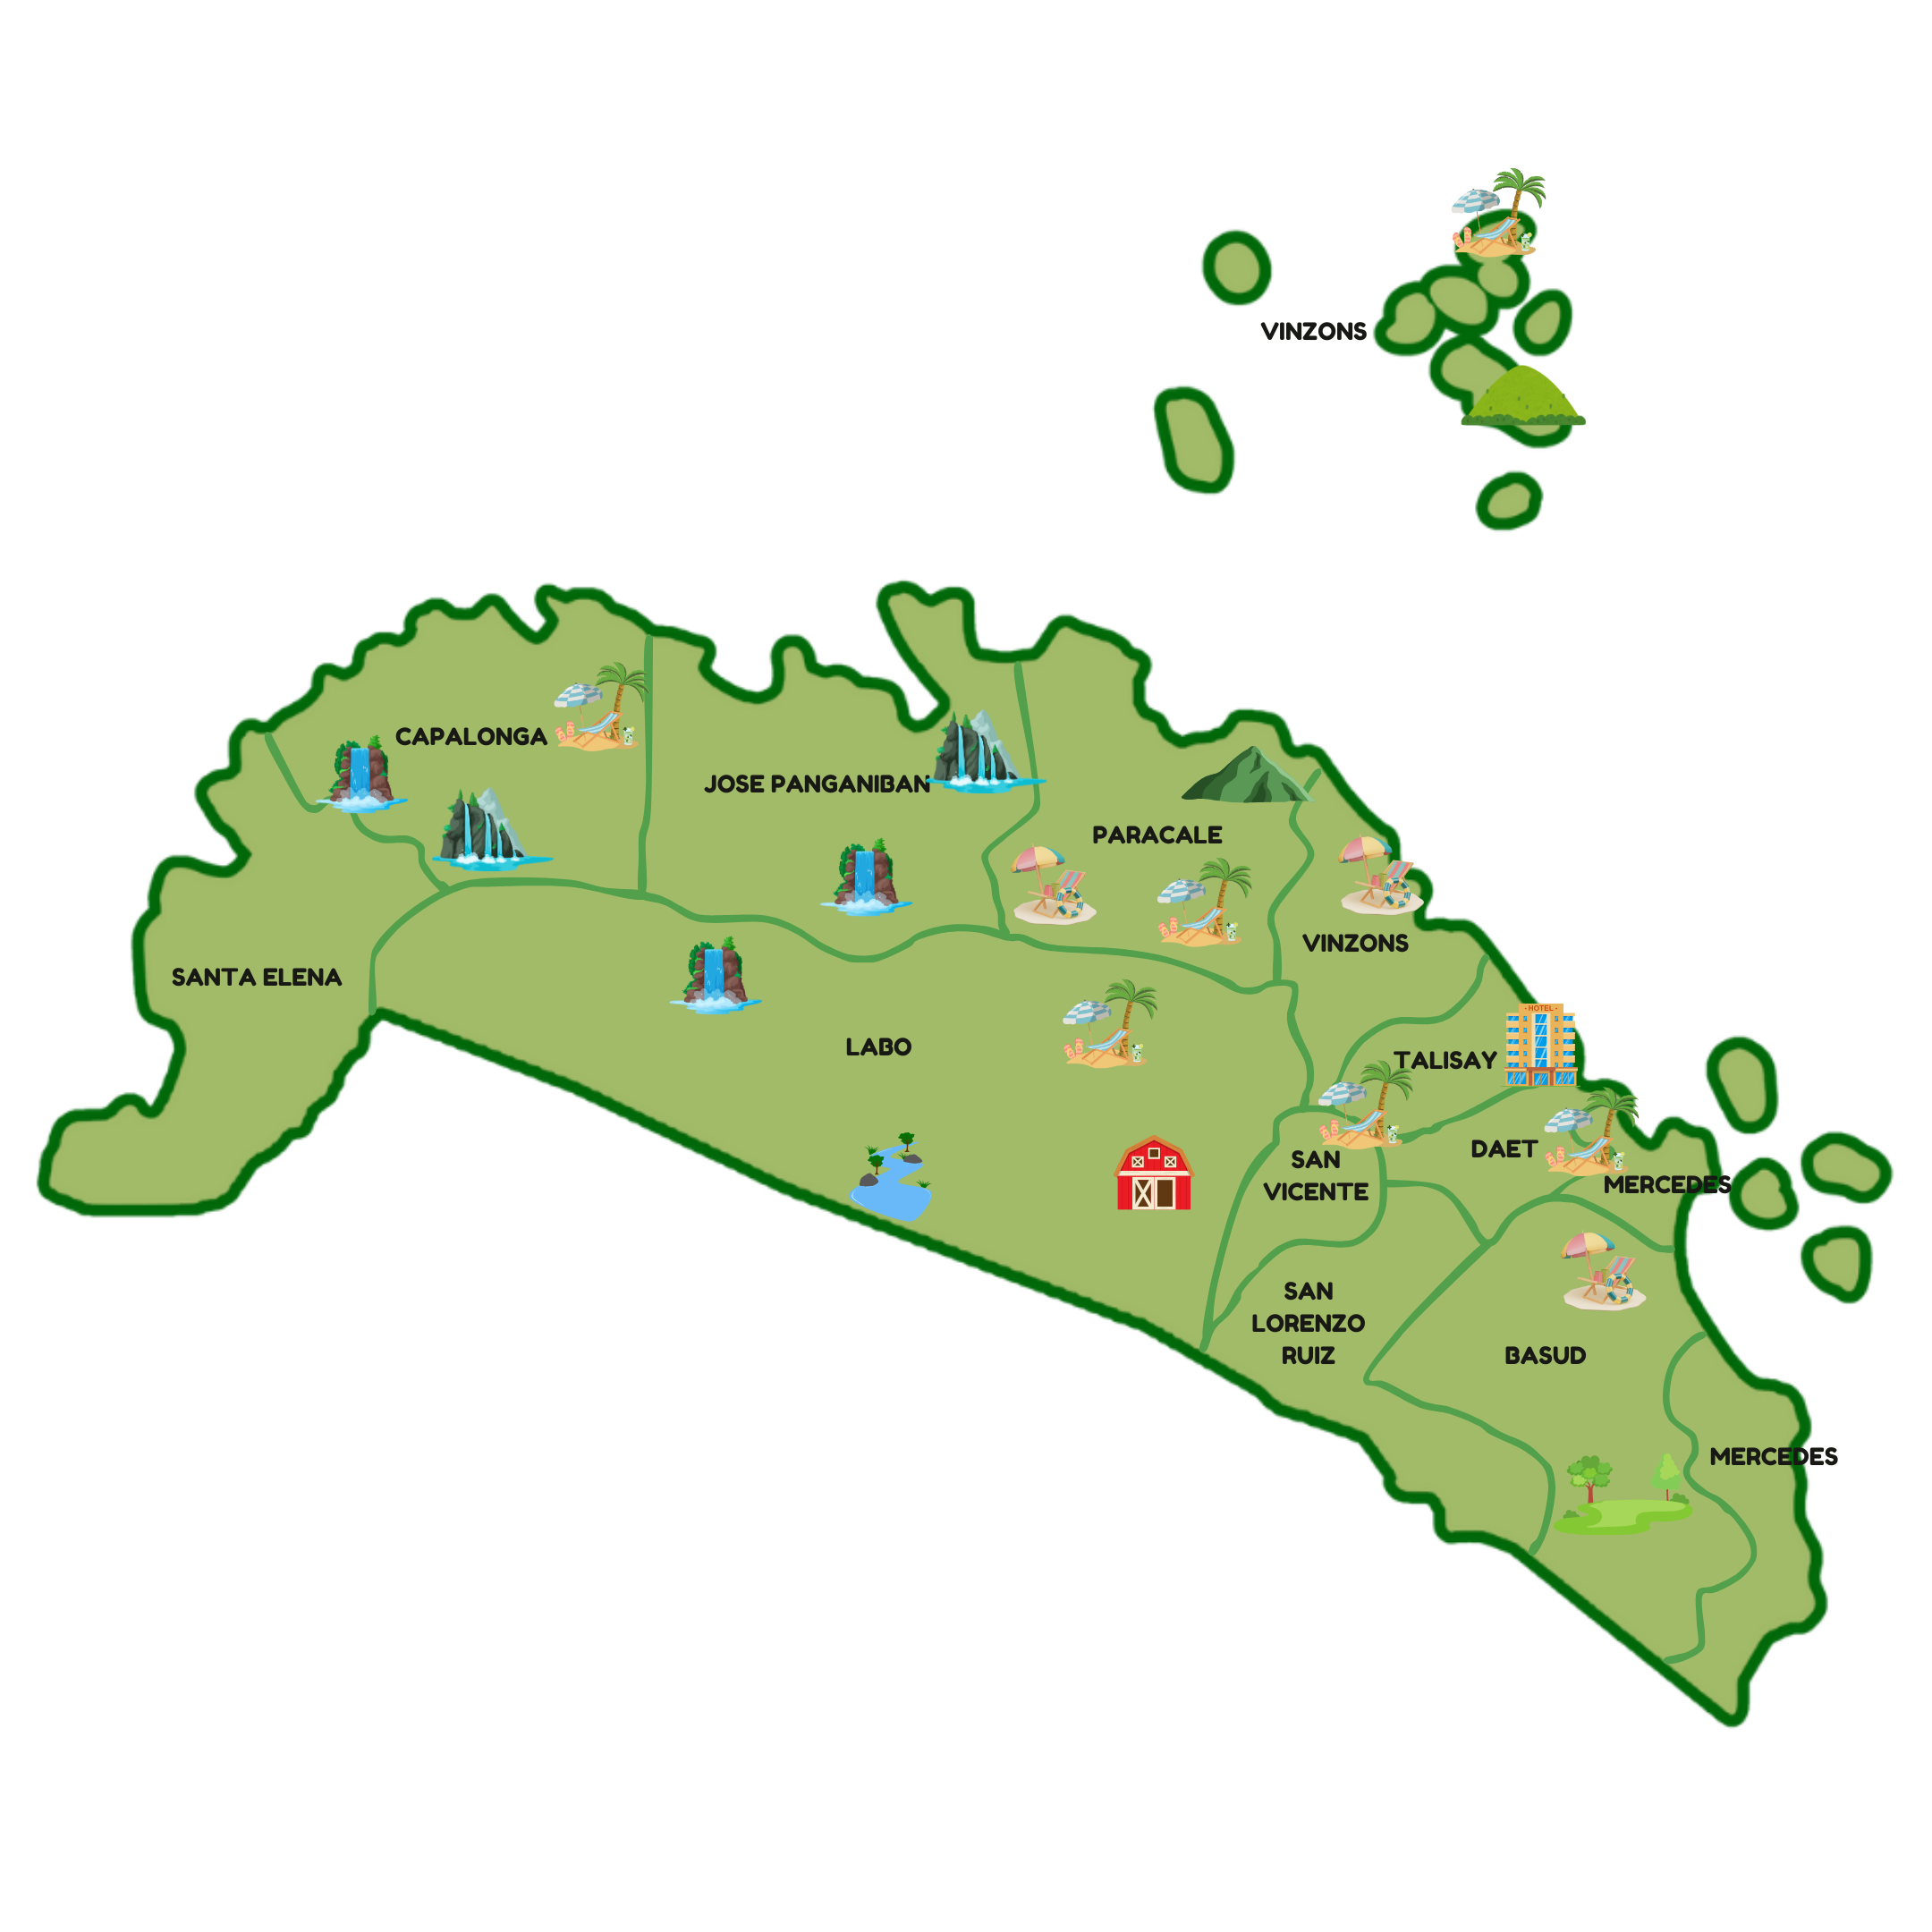 VINZONS
CAPALONGA
JOSE PANGANIBAN
PARACALE
VINZONS
SANTA ELENA
HOTEL
LABO
TALISAY
DAET
SAN
VICENTE
MERCEDES
SAN
LORENZO
RUIZ
BASUD
MERCEDES